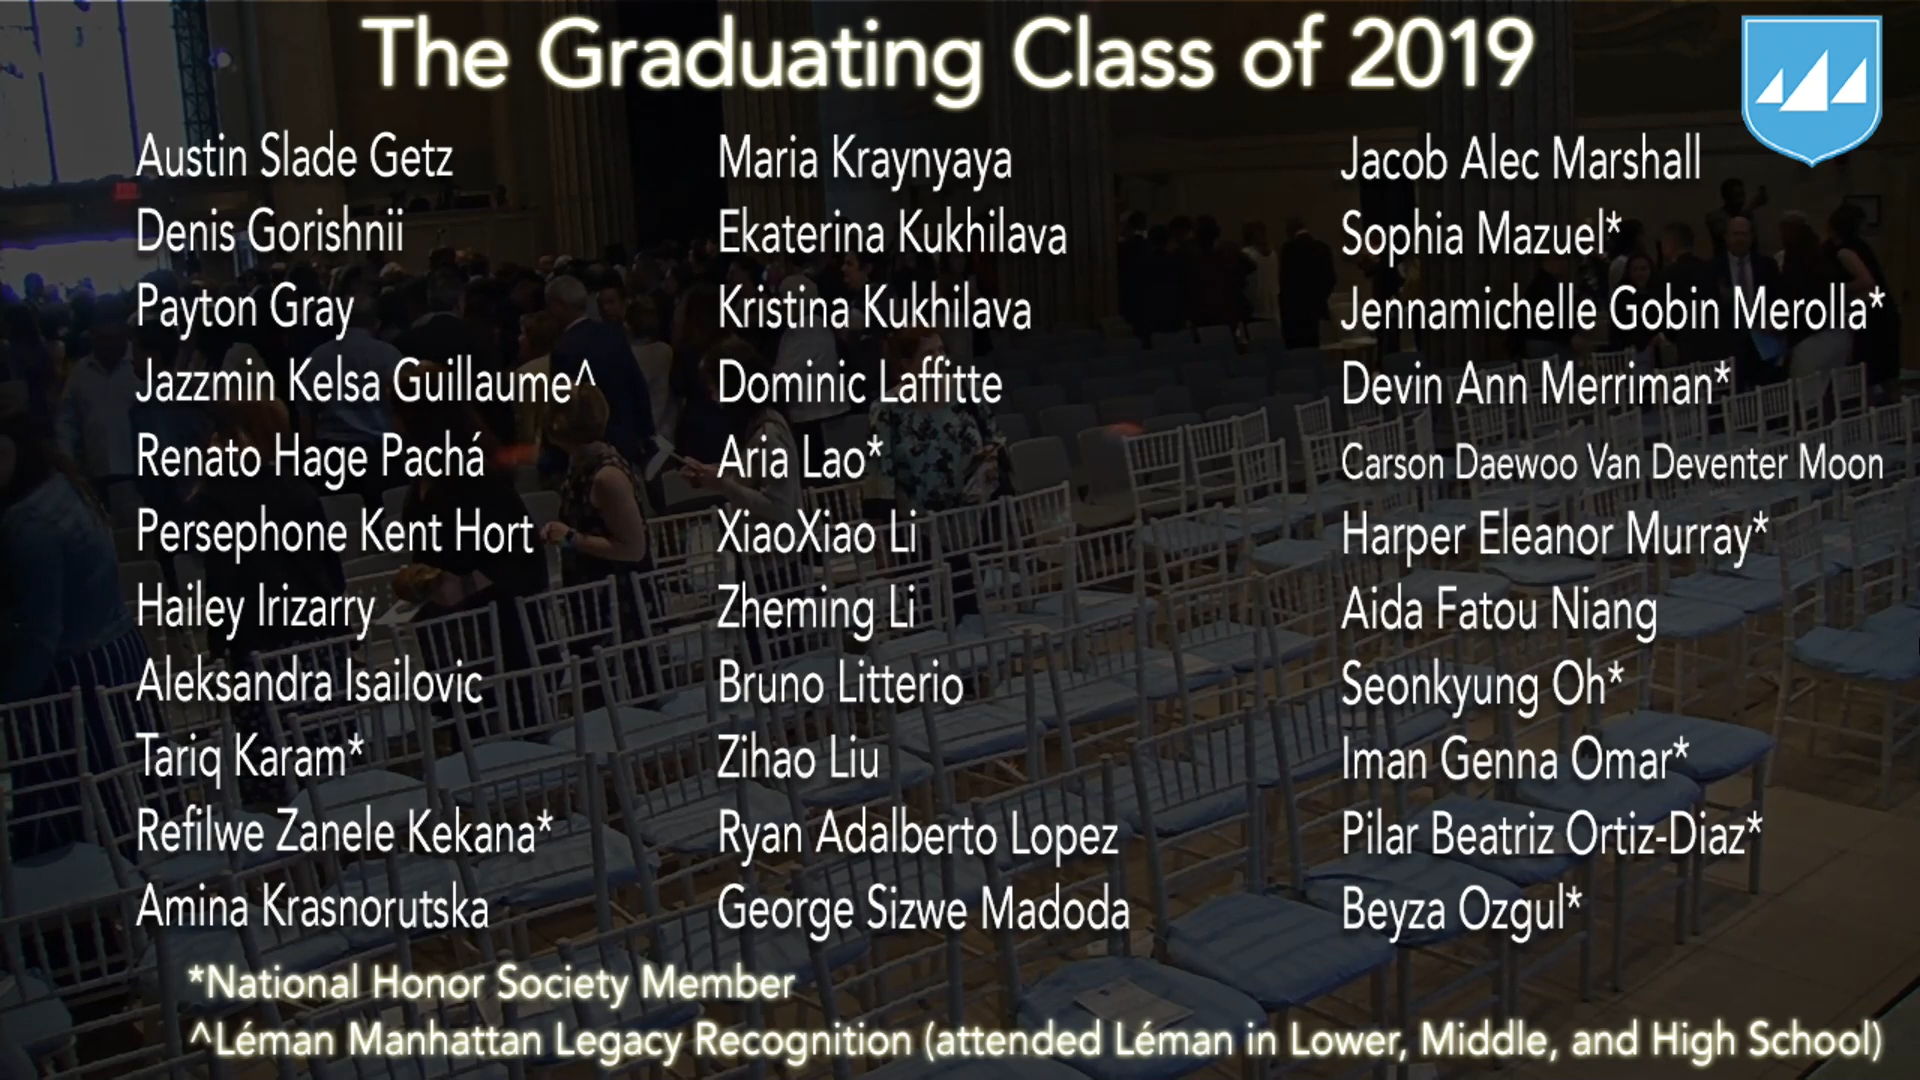 The Graduating Class of 2019
Austin Slade Getz
Denis Gorishnii
Payton Gray
Jazzmin Kelsa Guillaume^
Renato Hage Pachá
Persephone Kent Hort
Hailey Irizarry
Aleksandra Isailovic
Tariq Karam*
Refilwe Zanele Kekana*
Amina Krasnorutska
Maria Kraynyaya
Ekaterina Kukhilava
Kristina Kukhilava
Dominic Laffitte
Aria Lao*
XiaoXiao Li
Zheming Li
Bruno Litterio
Zihao Liu
Ryan Adalberto Lopez
George Sizwe Madoda
Jacob Alec Marshall
Sophia Mazuel*
Jennamichelle Gobin Merolla*
Devin Ann Merriman*
Carson Daewoo Van Deventer Moon
Harper Eleanor Murray*
Aida Fatou Niang
Seonkyung Oh*
Iman Genna Omar*
Pilar Beatriz Ortiz-Diaz*
Beyza Ozgul*
*National Honor Society Member
^Léman Manhattan Legacy Recognition (attended Léman in Lower, Middle, and High School)